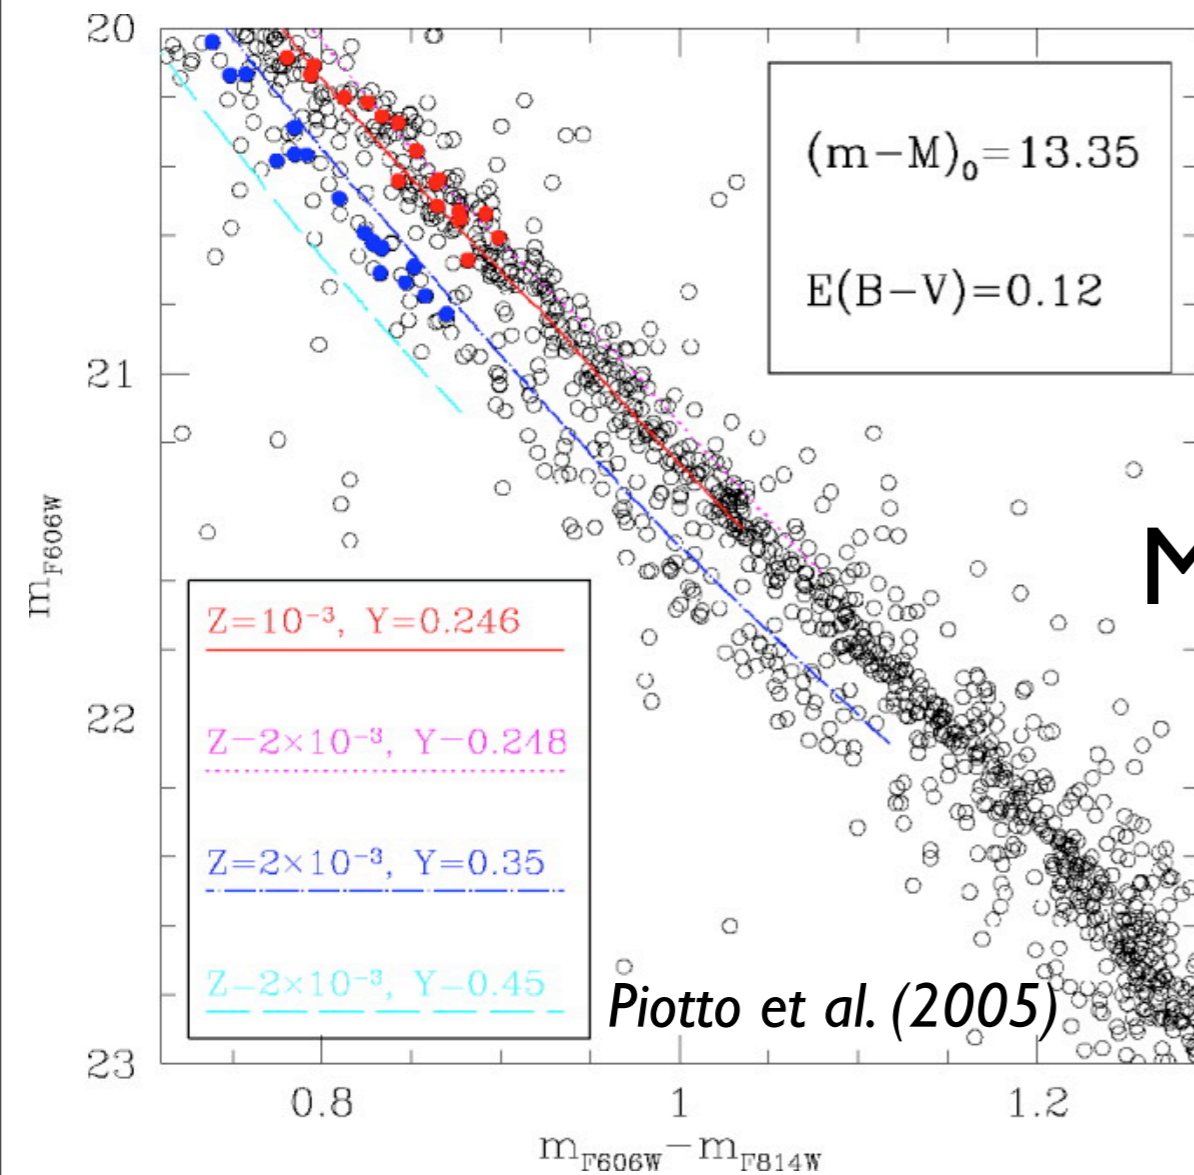 20
21
22
23
m_F606W
(m−M)₀=13.35
E(B−V)=0.12
M
Z=10⁻³, Y=0.246
Z−2×10⁻³, Y−0.248
Z=2×10⁻³, Y=0.35
Z−2×10⁻³, Y−0.45
Piotto et al. (2005)
0.8 1 1.2
m_F606W−m_F814W